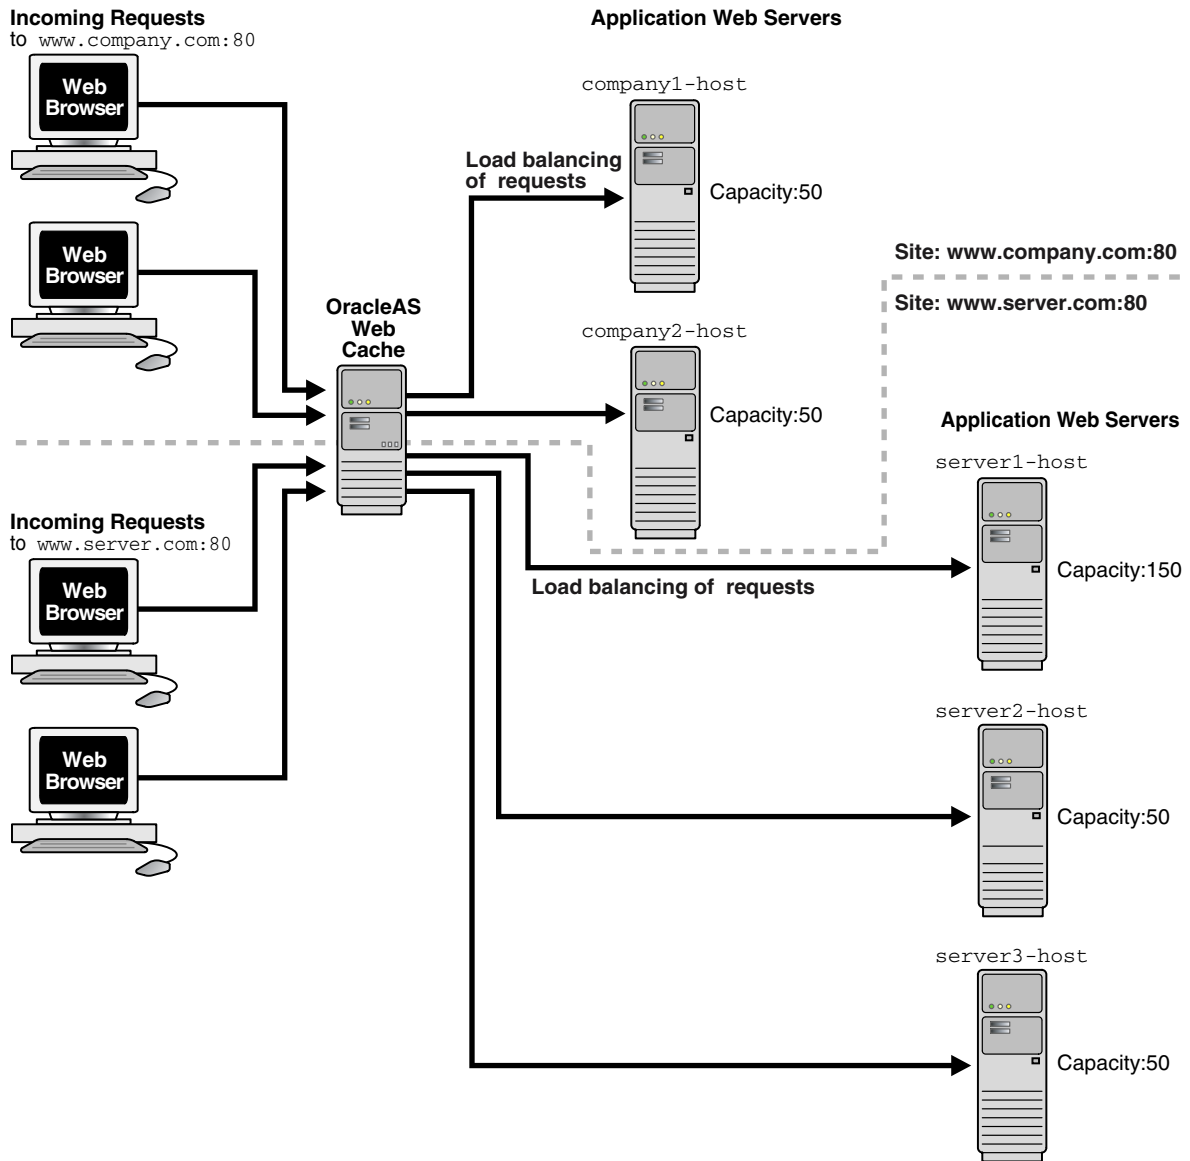 Incoming Requests
to www.company.com:80
Application Web Servers
Web
Browser
company1-host
Load balancing
of requests
Capacity:50
Web
Browser
Site: www.company.com:80
Site: www.server.com:80
OracleAS
Web
Cache
company2-host
Capacity:50
Application Web Servers
server1-host
Incoming Requests
to www.server.com:80
Capacity:150
Load balancing of requests
Web
Browser
server2-host
Web
Browser
Capacity:50
server3-host
Capacity:50